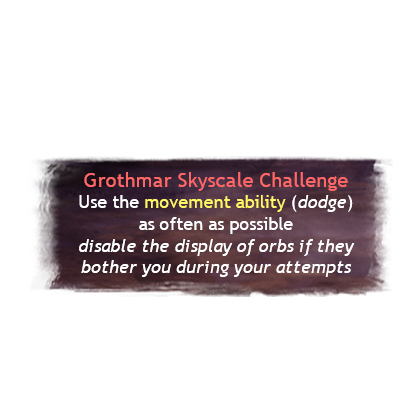 Grothmar Skyscale Challenge
Use the movement ability (dodge)
as often as possible
disable the display of orbs if they
bother you during your attempts